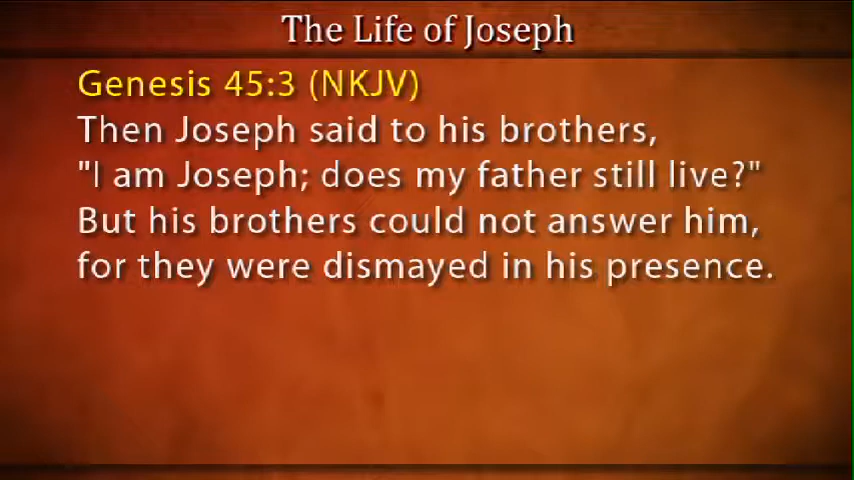 The Life of Joseph
Genesis 45:3 (NKJV)
Then Joseph said to his brothers,
"I am Joseph; does my father still live?"
But his brothers could not answer him,
for they were dismayed in his presence.